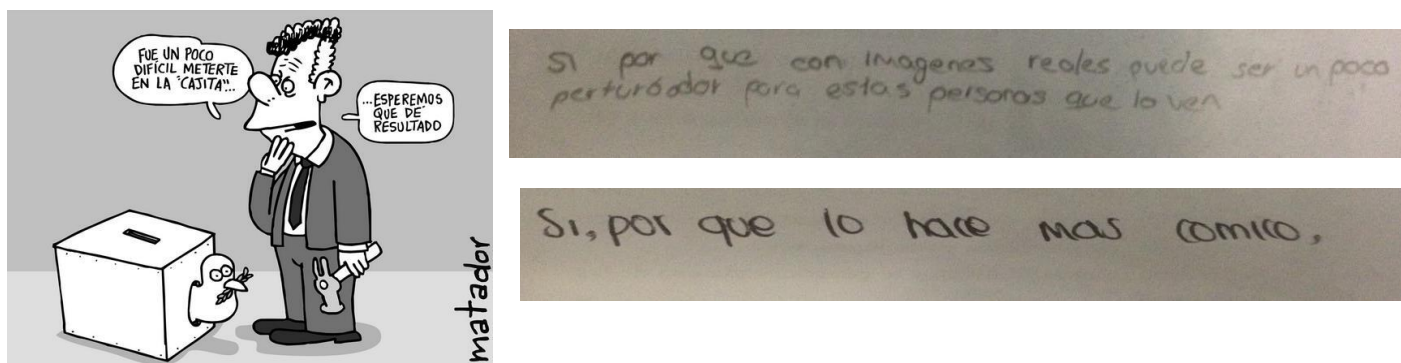 FUE UN POCO
DIFÍCIL METERTE
EN LA "CAJITA"...
...ESPEREMOS
QUE DE
RESULTADO
matador
SI por que con imagenes reales puede ser un poco
perturbador para estas personas que lo ven
Si, por que lo hace mas comico.